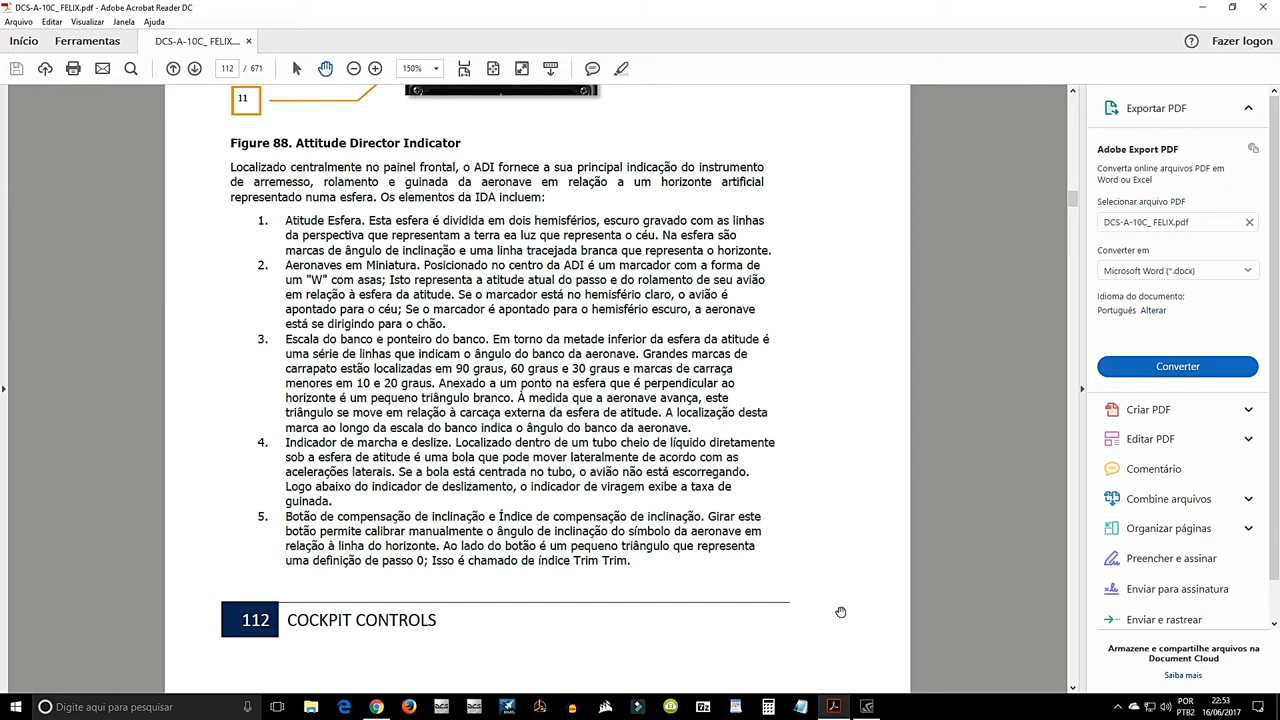 DCS-A-10C_ FELIX.pdf - Adobe Acrobat Reader DC
Arquivo Editar Visualizar Janela Ajuda
Início Ferramentas DCS-A-10C_ FELIX.... × Fazer logon
112 / 671 150%
11
Figure 88. Attitude Director Indicator
Localizado centralmente no painel frontal, o ADI fornece a sua principal indicação do instrumento
de arremesso, rolamento e guinada da aeronave em relação a um horizonte artificial
representado numa esfera. Os elementos da IDA incluem:
1. Atitude Esfera. Esta esfera é dividida em dois hemisférios, escuro gravado com as linhas
da perspectiva que representam a terra ea luz que representa o céu. Na esfera são
marcas de ângulo de inclinação e uma linha tracejada branca que representa o horizonte.
2. Aeronaves em Miniatura. Posicionado no centro da ADI é um marcador com a forma de
um "W" com asas; Isto representa a atitude atual do passo e do rolamento de seu avião
em relação à esfera da atitude. Se o marcador está no hemisfério claro, o avião é
apontado para o céu; Se o marcador é apontado para o hemisfério escuro, a aeronave
está se dirigindo para o chão.
3. Escala do banco e ponteiro do banco. Em torno da metade inferior da esfera da atitude é
uma série de linhas que indicam o ângulo do banco da aeronave. Grandes marcas de
carrapato estão localizadas em 90 graus, 60 graus e 30 graus e marcas de carraça
menores em 10 e 20 graus. Anexado a um ponto na esfera que é perpendicular ao
horizonte é um pequeno triângulo branco. À medida que a aeronave avança, este
triângulo se move em relação à carcaça externa da esfera de atitude. A localização desta
marca ao longo da escala do banco indica o ângulo do banco da aeronave.
4. Indicador de marcha e deslize. Localizado dentro de um tubo cheio de líquido diretamente
sob a esfera de atitude é uma bola que pode mover lateralmente de acordo com as
acelerações laterais. Se a bola está centrada no tubo, o avião não está escorregando.
Logo abaixo do indicador de deslizamento, o indicador de viragem exibe a taxa de
guinada.
5. Botão de compensação de inclinação e Índice de compensação de inclinação. Girar este
botão permite calibrar manualmente o ângulo de inclinação do símbolo da aeronave em
relação à linha do horizonte. Ao lado do botão é um pequeno triângulo que representa
uma definição de passo 0; Isso é chamado de índice Trim Trim.
112 COCKPIT CONTROLS
Exportar PDF
Adobe Export PDF
Converta online arquivos PDF em
Word ou Excel
Selecionar arquivo PDF
DCS-A-10C_ FELIX.pdf
Converter em
Microsoft Word (*.docx)
Idioma do documento:
Português Alterar
Converter
Criar PDF
Editar PDF
Comentário
Combine arquivos
Organizar páginas
Preencher e assinar
Enviar para assinatura
Enviar e rastrear
Armazene e compartilhe arquivos na
Document Cloud
Saiba mais
Digite aqui para pesquisar
POR
PTB2
22:53
16/06/2017